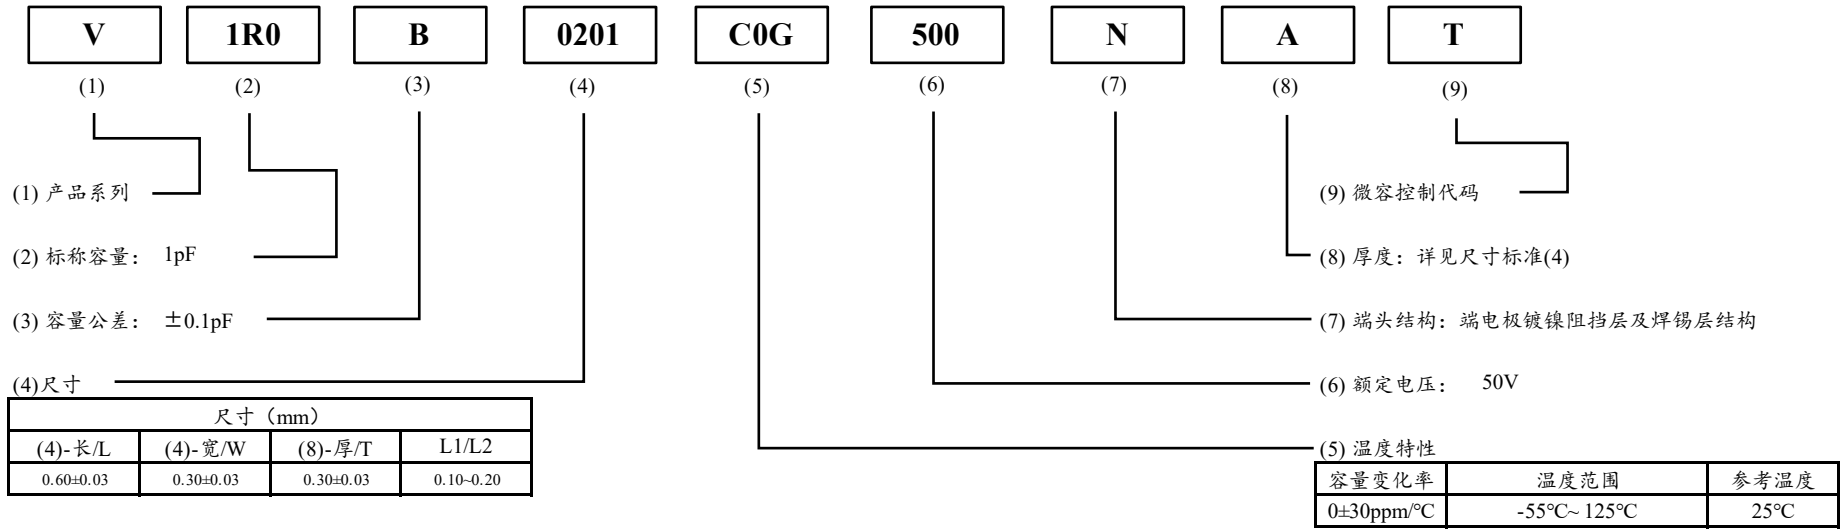 V 1R0 B 0201 C0G 500 N A T
(1) (2) (3) (4) (5) (6) (7) (8) (9)
(1) 产品系列
(9) 微容控制代码
(2) 标称容量： 1pF
(8) 厚度：详见尺寸标准(4)
(3) 容量公差： ±0.1pF
(7) 端头结构：端电极镀镍阻挡层及焊锡层结构
(4)尺寸
(6) 额定电压： 50V
尺寸（mm）
(4)-长/L (4)-宽/W (8)-厚/T L1/L2
0.60±0.03 0.30±0.03 0.30±0.03 0.10~0.20
(5) 温度特性
容量变化率 温度范围 参考温度
0±30ppm/°C -55°C~ 125°C 25°C